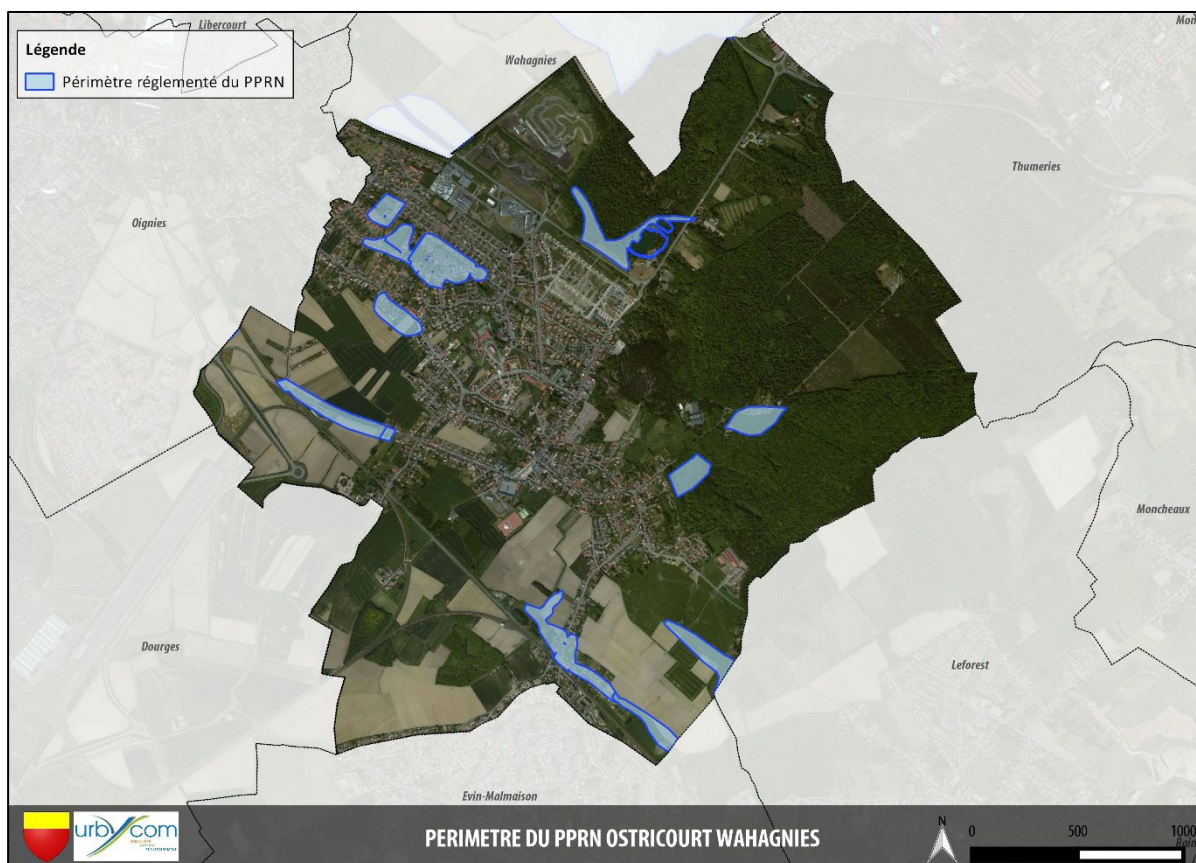 Libercourt
Mon
Légende
Périmètre réglementé du PPRN
Wahagnies
Thumeries
Oignies
Moncheaux
Dourges
Leforest
Evin-Malmaison
urbycom
PERIMETRE DU PPRN OSTRICOURT WAHAGNIES
N
0 500 1000